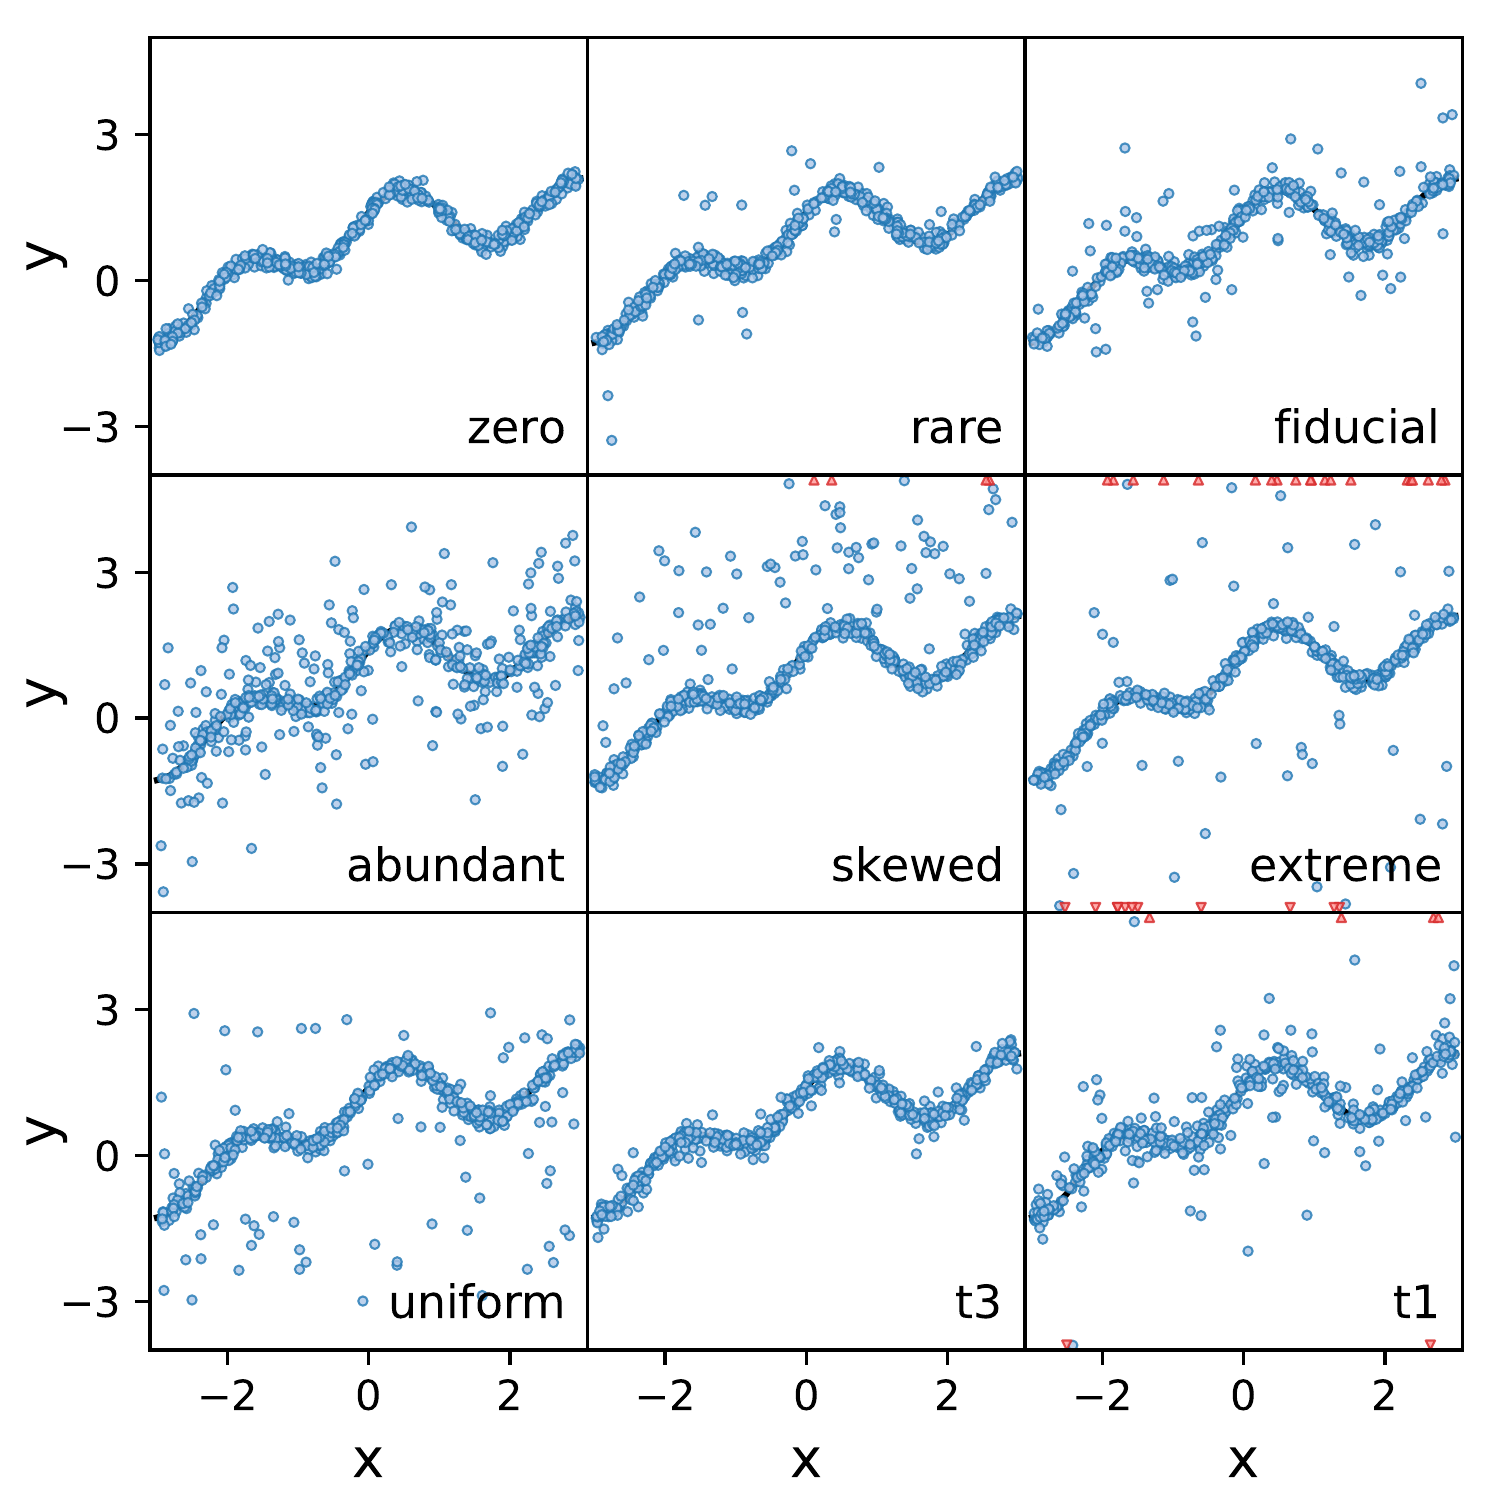 3
0
−3
y
zero
rare
fiducial
3
0
−3
y
abundant
skewed
extreme
3
0
−3
y
uniform
t3
t1
−2 0 2 −2 0 2 −2 0 2
x x x